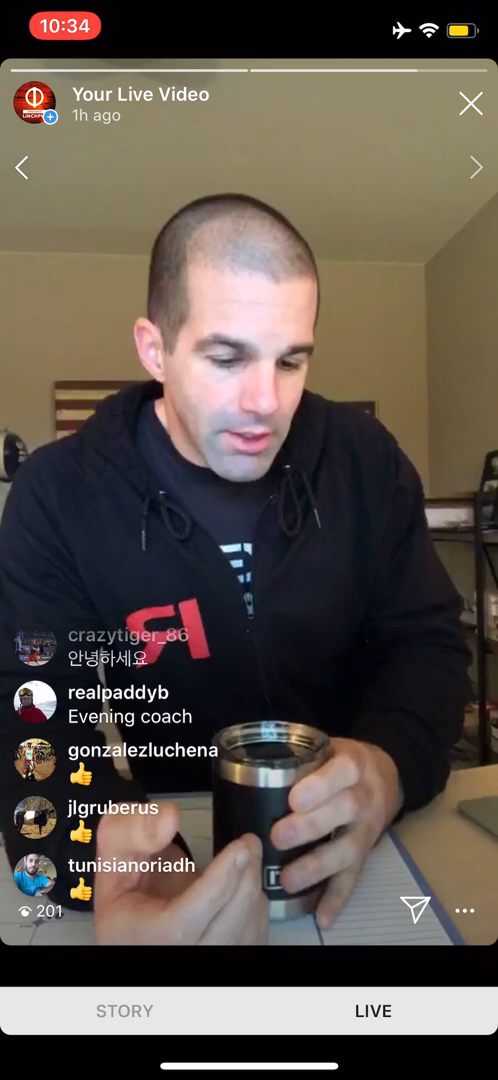 10:34
Your Live Video
1h ago
LINCHPIN
crazytiger_86
안녕하세요
realpaddyb
Evening coach
gonzalezluchena
👍
jlgruberus
👍
tunisianoriadh
👍
201
STORY
LIVE